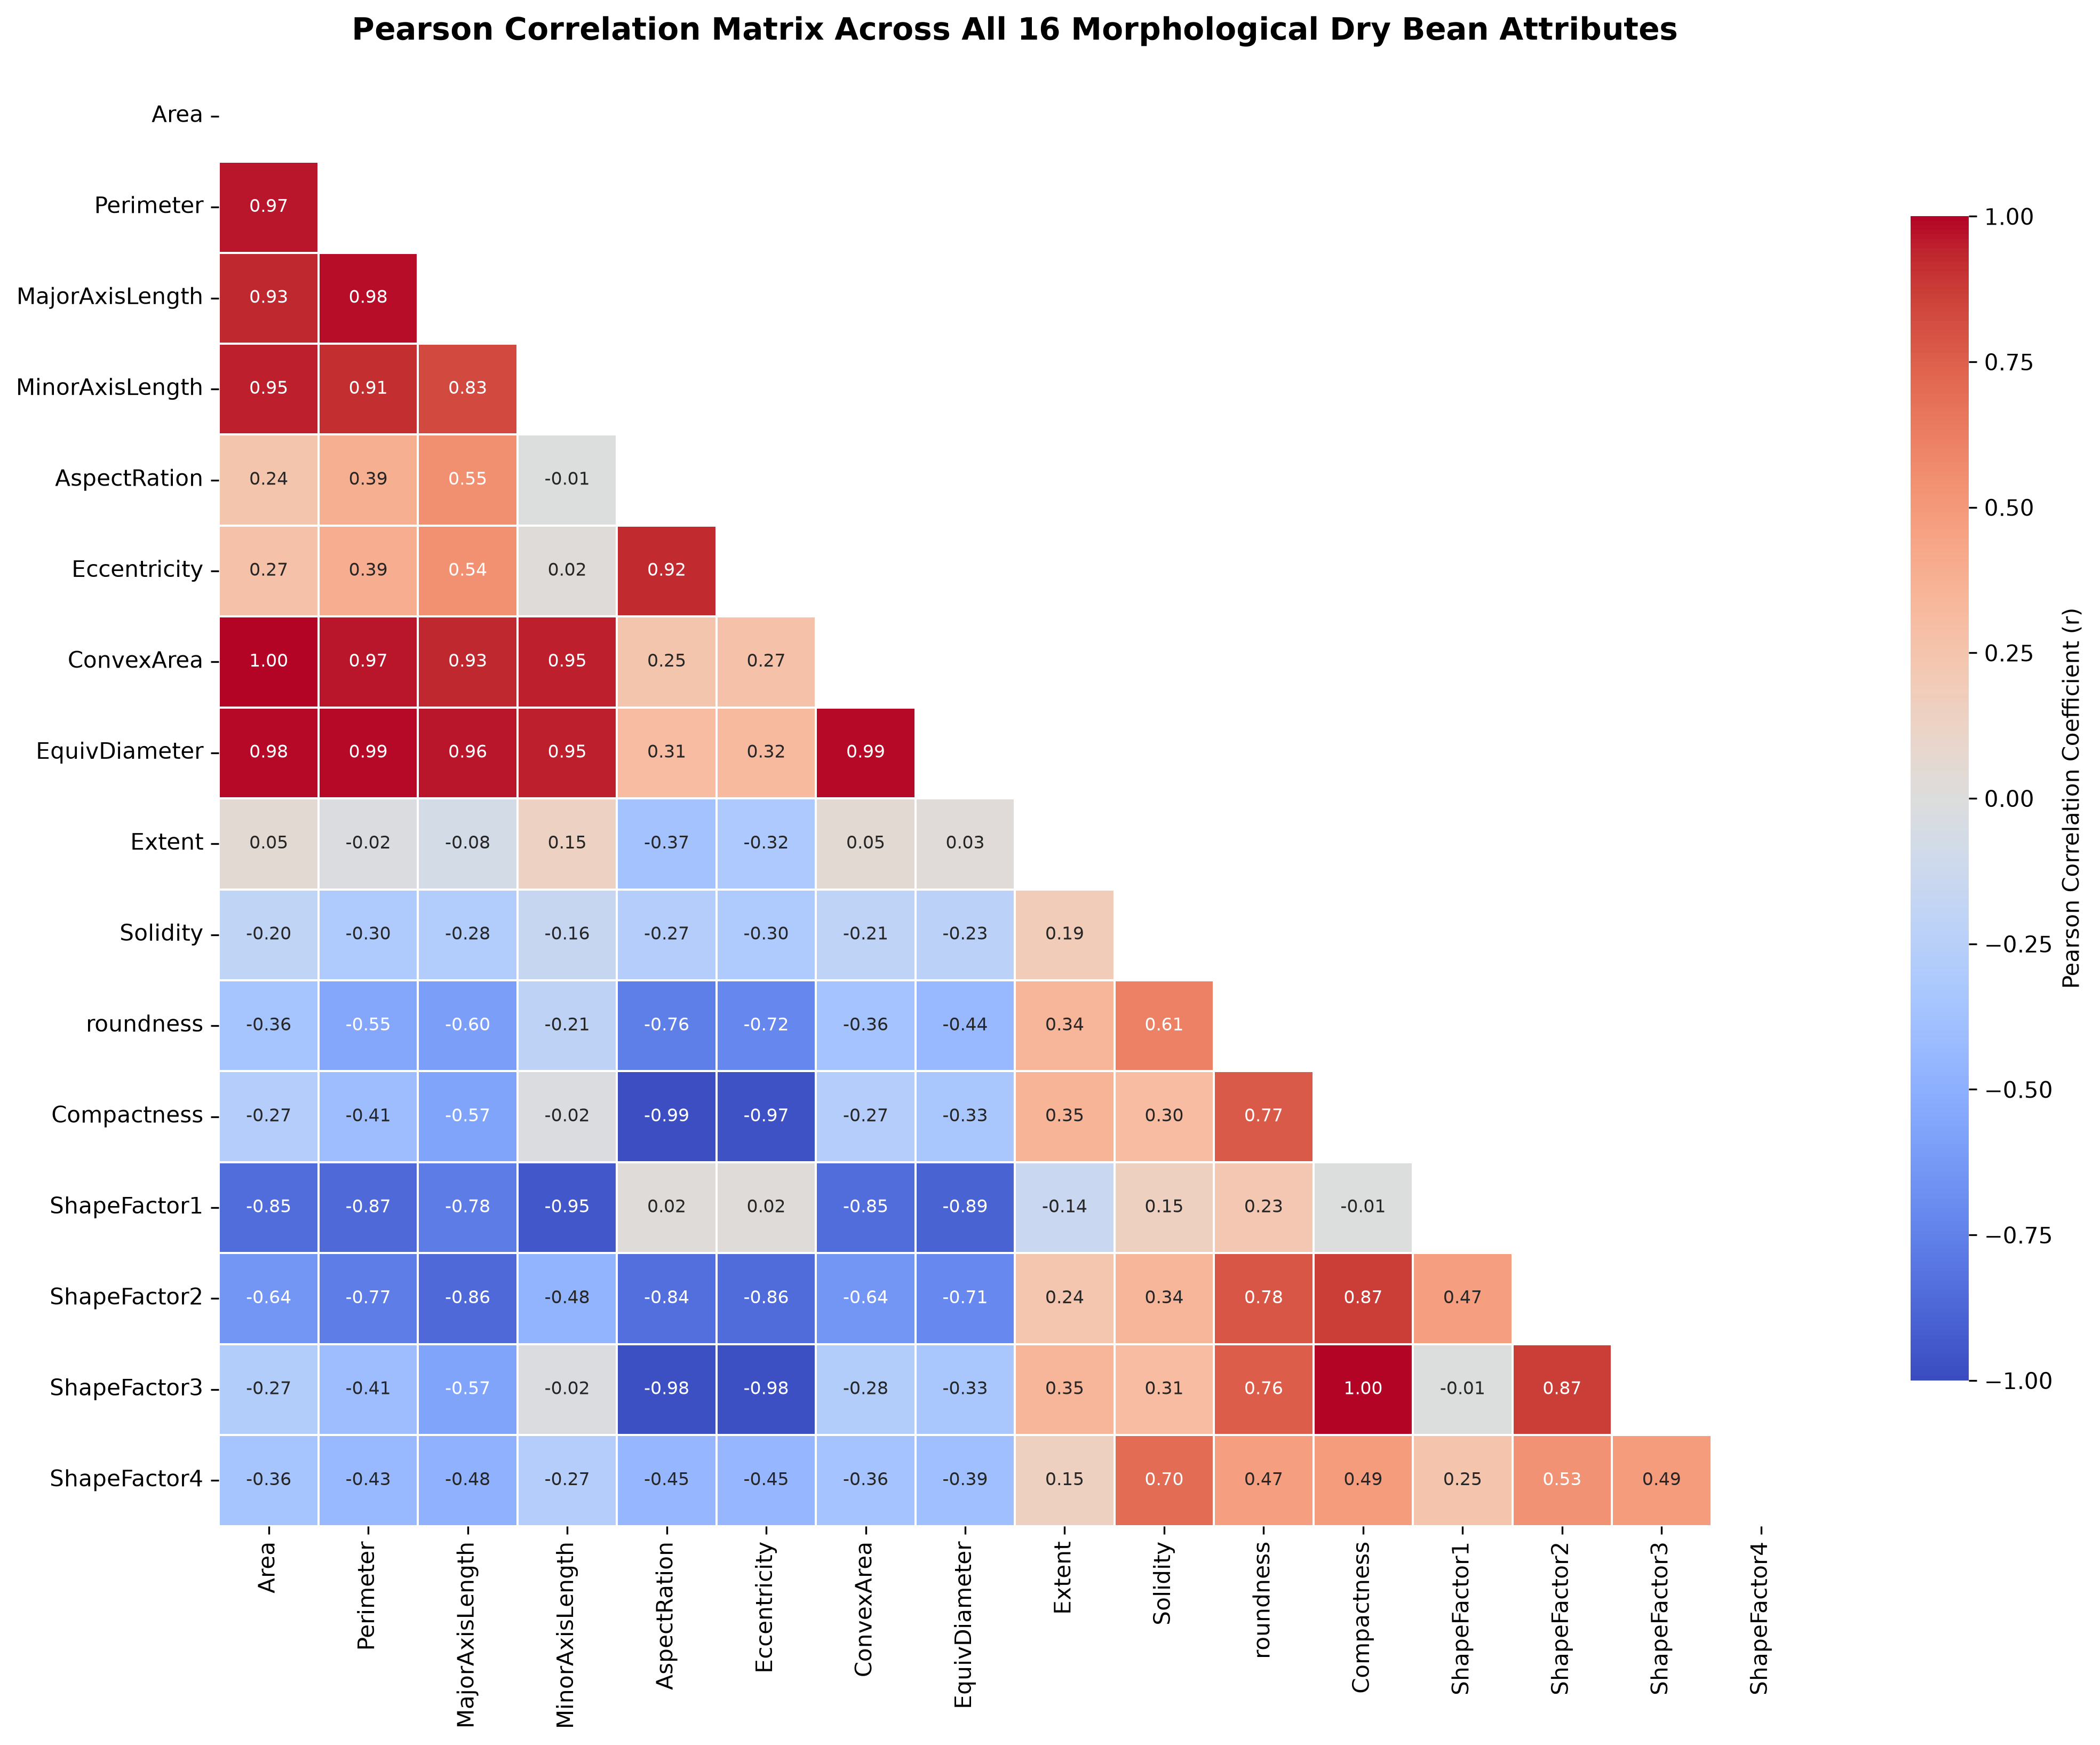 Pearson Correlation Matrix Across All 16 Morphological Dry Bean Attributes
Area
Perimeter 0.97
MajorAxisLength 0.93 0.98
MinorAxisLength 0.95 0.91 0.83
AspectRation 0.24 0.39 0.55 -0.01
Eccentricity 0.27 0.39 0.54 0.02 0.92
ConvexArea 1.00 0.97 0.93 0.95 0.25 0.27
EquivDiameter 0.98 0.99 0.96 0.95 0.31 0.32 0.99
Extent 0.05 -0.02 -0.08 0.15 -0.37 -0.32 0.05 0.03
Solidity -0.20 -0.30 -0.28 -0.16 -0.27 -0.30 -0.21 -0.23 0.19
roundness -0.36 -0.55 -0.60 -0.21 -0.76 -0.72 -0.36 -0.44 0.34 0.61
Compactness -0.27 -0.41 -0.57 -0.02 -0.99 -0.97 -0.27 -0.33 0.35 0.30 0.77
ShapeFactor1 -0.85 -0.87 -0.78 -0.95 0.02 0.02 -0.85 -0.89 -0.14 0.15 0.23 -0.01
ShapeFactor2 -0.64 -0.77 -0.86 -0.48 -0.84 -0.86 -0.64 -0.71 0.24 0.34 0.78 0.87 0.47
ShapeFactor3 -0.27 -0.41 -0.57 -0.02 -0.98 -0.98 -0.28 -0.33 0.35 0.31 0.76 1.00 -0.01 0.87
ShapeFactor4 -0.36 -0.43 -0.48 -0.27 -0.45 -0.45 -0.36 -0.39 0.15 0.70 0.47 0.49 0.25 0.53 0.49
Area
Perimeter
MajorAxisLength
MinorAxisLength
AspectRation
Eccentricity
ConvexArea
EquivDiameter
Extent
Solidity
roundness
Compactness
ShapeFactor1
ShapeFactor2
ShapeFactor3
ShapeFactor4
1.00
0.75
0.50
0.25
0.00
−0.25
−0.50
−0.75
−1.00
Pearson Correlation Coefficient (r)